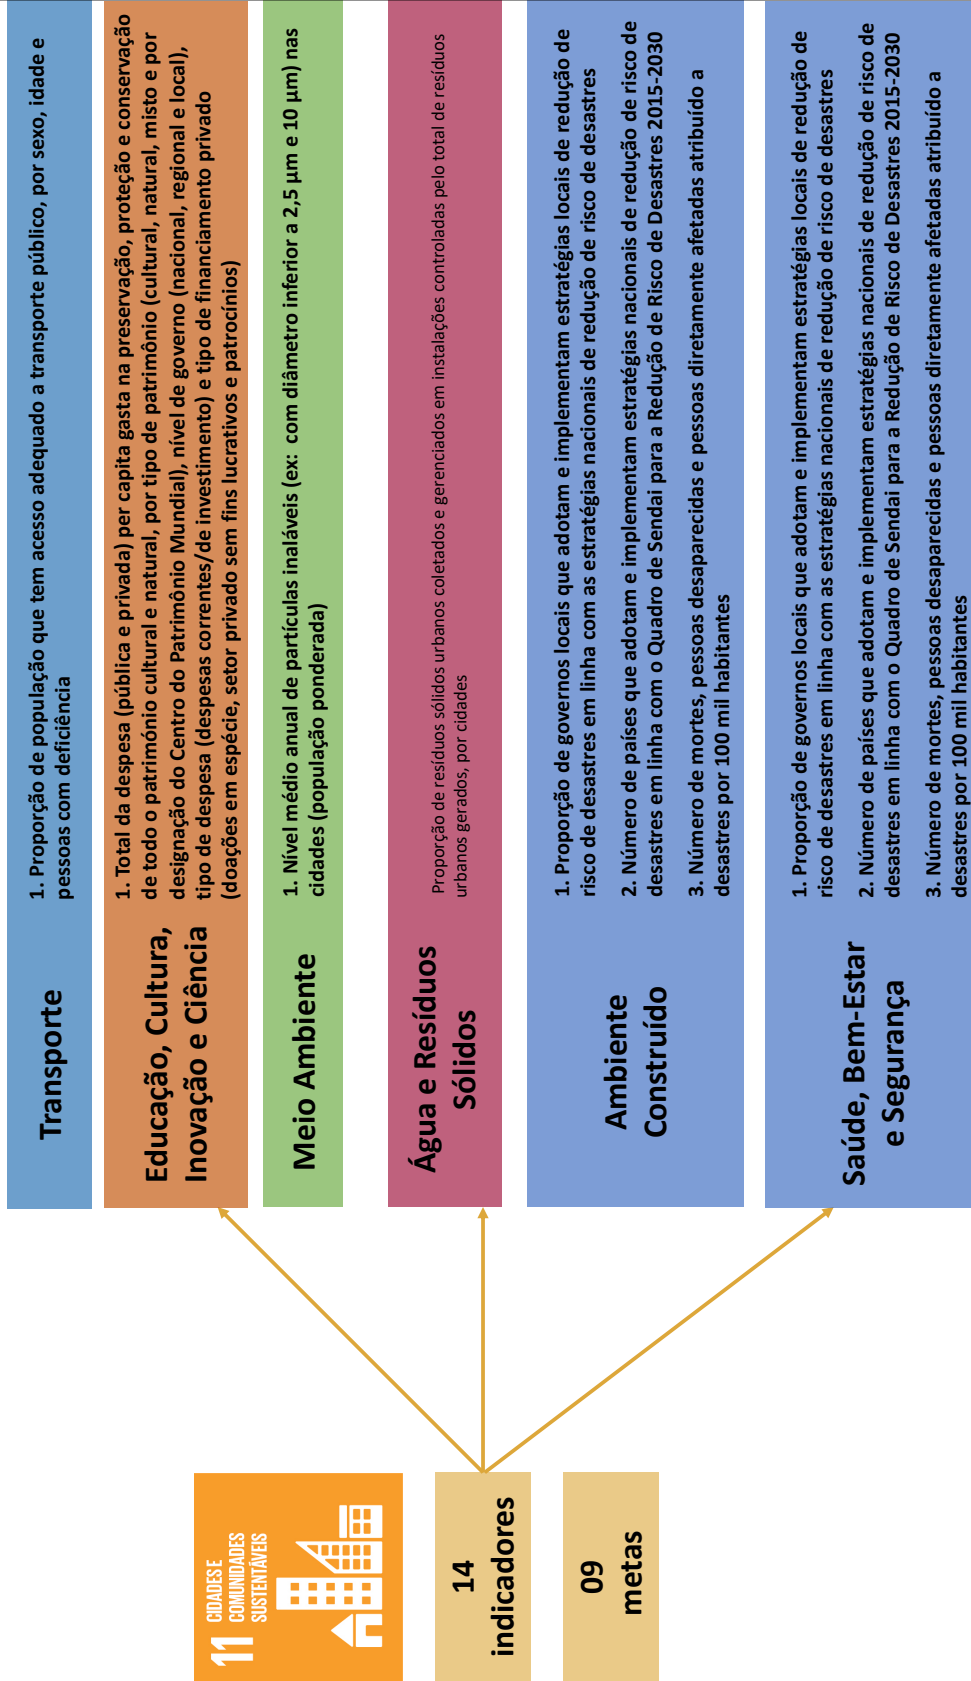 11 CIDADES E
COMUNIDADES
SUSTENTÁVEIS
14
indicadores
09
metas
Transporte
1. Proporção de população que tem acesso adequado a transporte público, por sexo, idade e
pessoas com deficiência
Educação, Cultura,
Inovação e Ciência
1. Total da despesa (pública e privada) per capita gasta na preservação, proteção e conservação
de todo o património cultural e natural, por tipo de patrimônio (cultural, natural, misto e por
designação do Centro do Patrimônio Mundial), nível de governo (nacional, regional e local),
tipo de despesa (despesas correntes/de investimento) e tipo de financiamento privado
(doações em espécie, setor privado sem fins lucrativos e patrocínios)
Meio Ambiente
1. Nível médio anual de partículas inaláveis (ex: com diâmetro inferior a 2,5 µm e 10 µm) nas
cidades (população ponderada)
Água e Resíduos
Sólidos
Proporção de resíduos sólidos urbanos coletados e gerenciados em instalações controladas pelo total de resíduos
urbanos gerados, por cidades
Ambiente
Construído
1. Proporção de governos locais que adotam e implementam estratégias locais de redução de
risco de desastres em linha com as estratégias nacionais de redução de risco de desastres
2. Número de países que adotam e implementam estratégias nacionais de redução de risco de
desastres em linha com o Quadro de Sendai para a Redução de Risco de Desastres 2015-2030
3. Número de mortes, pessoas desaparecidas e pessoas diretamente afetadas atribuído a
desastres por 100 mil habitantes
Saúde, Bem-Estar
e Segurança
1. Proporção de governos locais que adotam e implementam estratégias locais de redução de
risco de desastres em linha com as estratégias nacionais de redução de risco de desastres
2. Número de países que adotam e implementam estratégias nacionais de redução de risco de
desastres em linha com o Quadro de Sendai para a Redução de Risco de Desastres 2015-2030
3. Número de mortes, pessoas desaparecidas e pessoas diretamente afetadas atribuído a
desastres por 100 mil habitantes